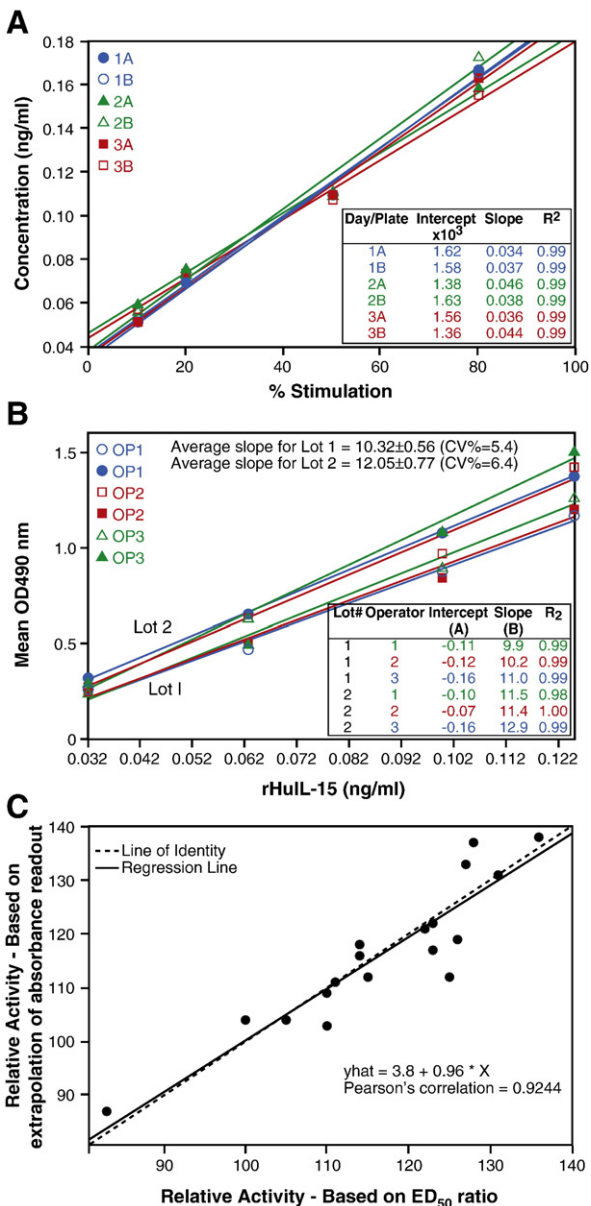 A
Concentration (ng/ml)
0.18
0.16
0.14
0.12
0.10
0.08
0.06
0.04
1A
1B
2A
2B
3A
3B
Day/Plate Intercept x10³ Slope R²
1A 1.62 0.034 0.99
1B 1.58 0.037 0.99
2A 1.38 0.046 0.99
2B 1.63 0.038 0.99
3A 1.56 0.036 0.99
3B 1.36 0.044 0.99
0 20 40 60 80 100
% Stimulation
B
Mean OD490 nm
1.5
1.0
0.5
0
OP1
OP1
OP2
OP2
OP3
OP3
Average slope for Lot 1 = 10.32±0.56 (CV%=5.4)
Average slope for Lot 2 = 12.05±0.77 (CV%=6.4)
Lot 2
Lot I
Lot# Operator Intercept (A) Slope (B) R₂
1 1 -0.11 9.9 0.99
1 2 -0.12 10.2 0.99
1 3 -0.16 11.0 0.99
2 1 -0.10 11.5 0.98
2 2 -0.07 11.4 1.00
2 3 -0.16 12.9 0.99
0.032 0.042 0.052 0.062 0.072 0.082 0.092 0.102 0.112 0.122
rHuIL-15 (ng/ml)
C
Relative Activity - Based on
extrapolation of absorbance readout
140
130
120
110
100
90
Line of Identity
Regression Line
yhat = 3.8 + 0.96 * X
Pearson's correlation = 0.9244
90 100 110 120 130 140
Relative Activity - Based on ED₅₀ ratio